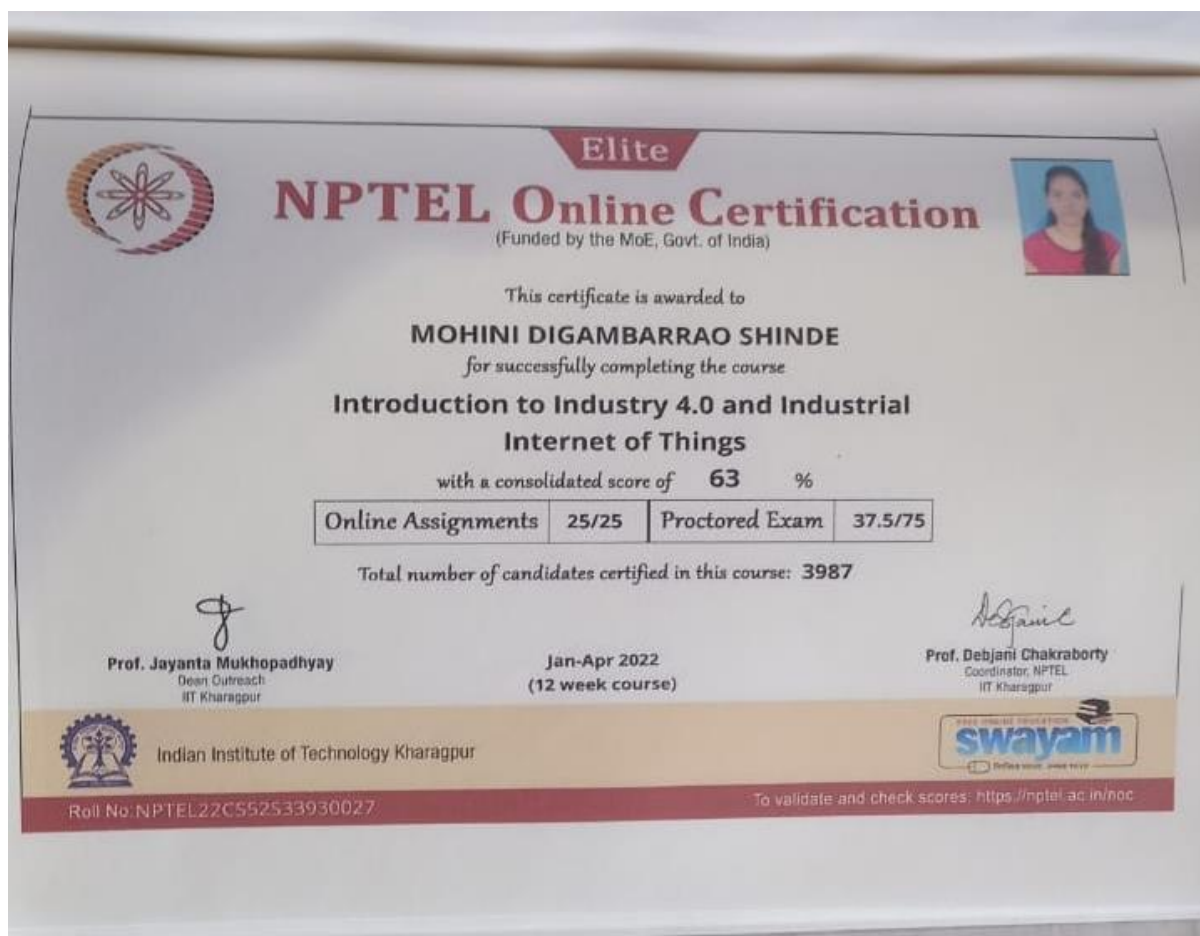 Elite
NPTEL Online Certification
(Funded by the MoE, Govt. of India)
This certificate is awarded to
MOHINI DIGAMBARRAO SHINDE
for successfully completing the course
Introduction to Industry 4.0 and Industrial
Internet of Things
with a consolidated score of 63 %
Online Assignments 25/25 Proctored Exam 37.5/75
Total number of candidates certified in this course: 3987
Prof. Jayanta Mukhopadhyay
Dean Outreach
IIT Kharagpur
Jan-Apr 2022
(12 week course)
Prof. Debjani Chakraborty
Coordinator, NPTEL
IIT Kharagpur
Indian Institute of Technology Kharagpur
FREE ONLINE EDUCATION
swayam
Roll No:NPTEL22CS52S33930027
To validate and check scores: https://nptel.ac.in/noc